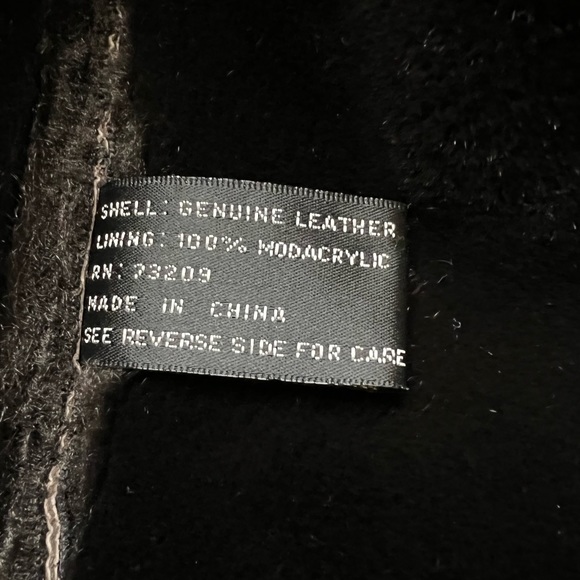 SHELL: GENUINE LEATHER
LINING: 100% MODACRYLIC
RN: 73209
MADE IN CHINA
SEE REVERSE SIDE FOR CARE